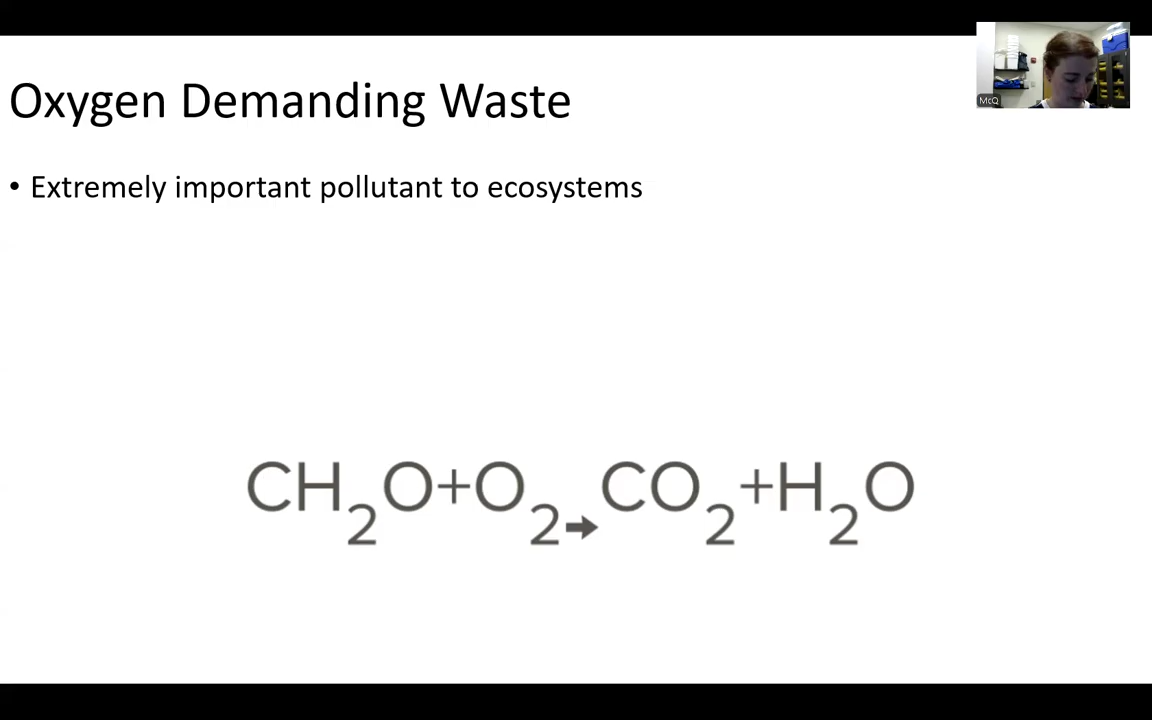 McQ
Oxygen Demanding Waste
• Extremely important pollutant to ecosystems
CH₂O+O₂➔CO₂+H₂O